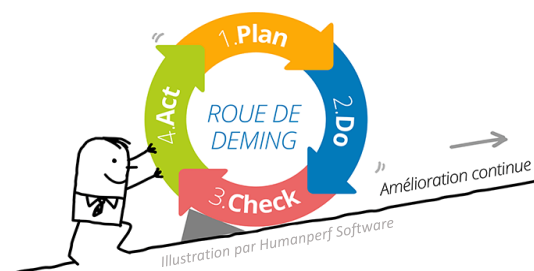 1.Plan
2.Do
3.Check
4.Act
ROUE DE
DEMING
Amélioration continue
Illustration par Humanperf Software